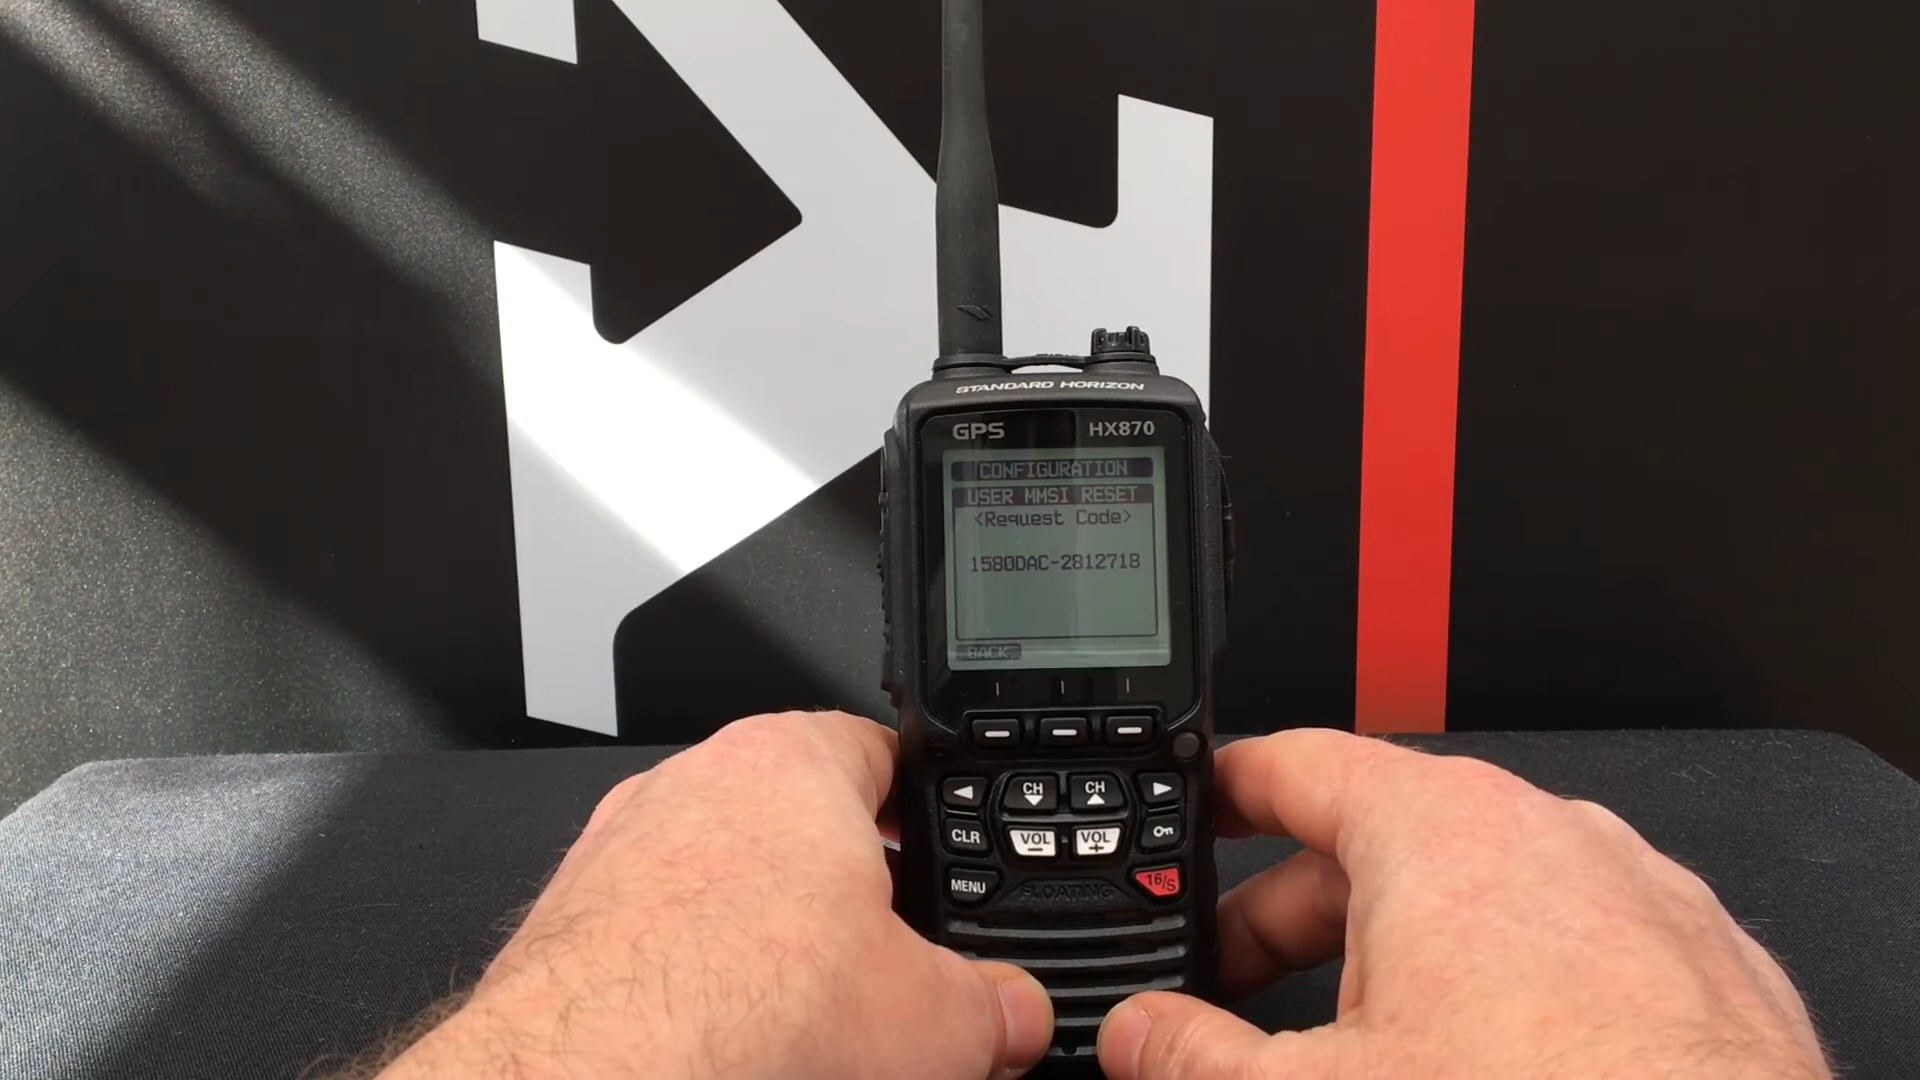 STANDARD HORIZON
GPS HX870
CONFIGURATION
USER MMSI RESET
<Request Code>
1580DAC-2812718
BACK
CH CH
CLR VOL - VOL +
MENU FLOATING 16/S